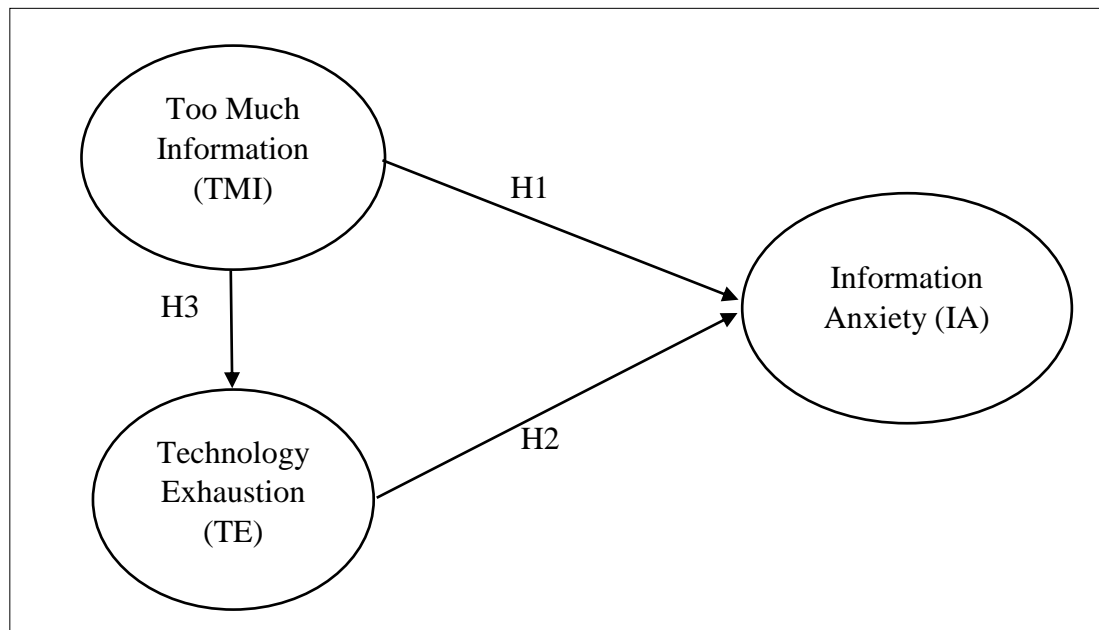 Too Much
Information
(TMI)
H1
Information
Anxiety (IA)
H3
Technology
Exhaustion
(TE)
H2